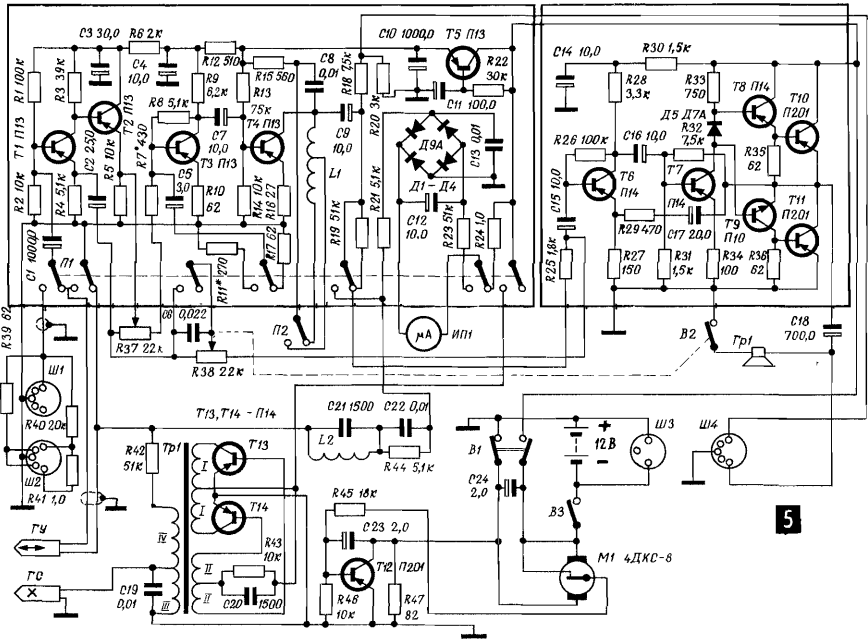 C3 30,0
R6 2к
R12 510
C10 1000,0
T5 П13
C4 10,0
R9 6,2к
R15 560
C8 0,01
R18 7,5к
R22 30к
C14 10,0
R30 1,5к
R1 100к
R3 3,9к
T2 П13
R8 5,1к
R13 75к
R20 3к
C11 100,0
R28 3,3к
R33 750
T8 П14
T10 П201
T1 П13
C2 250
R5 10к
R7* 430
T3 П13
C7 10,0
T4 П13
C9 10,0
Д9А
C13 0,01
R26 100к
C16 10,0
Д5 Д7А
R32 7,5к
R35 62
R2 10к
R4 5,1к
C5 3,0
R10 62
R14 10к
R16 27
L1
Д1 – Д4
T6 П14
T7 П14
T9 П10
T11 П201
C1 1000,0
П1
R11* 270
R17 62
R19 51к
R21 5,1к
C12 10,0
R23 51к
R24 1,0
C15 10,0
R25 1,8к
R29 470
C17 20,0
R27 150
R31 1,5к
R34 100
R36 62
R39 62
C6 0,022
П2
μA
ИП1
В2
Гр1
C18 700,0
R37 22к
R38 22к
Ш1
R40 20к
T13, T14 – П14
C21 1500
C22 0,01
Ш2
R41 1,0
R42 51к
Тр1
I
T13
L2
R44 5,1к
В1
12 В
Ш3
Ш4
I
T14
R45 18к
C24 2,0
В3
5
ГУ
IV
R43 10к
C23 2,0
II
T12 П201
М1 4ДКС-8
ГС
C19 0,01
III
II
C20 1500
R46 10к
R47 82